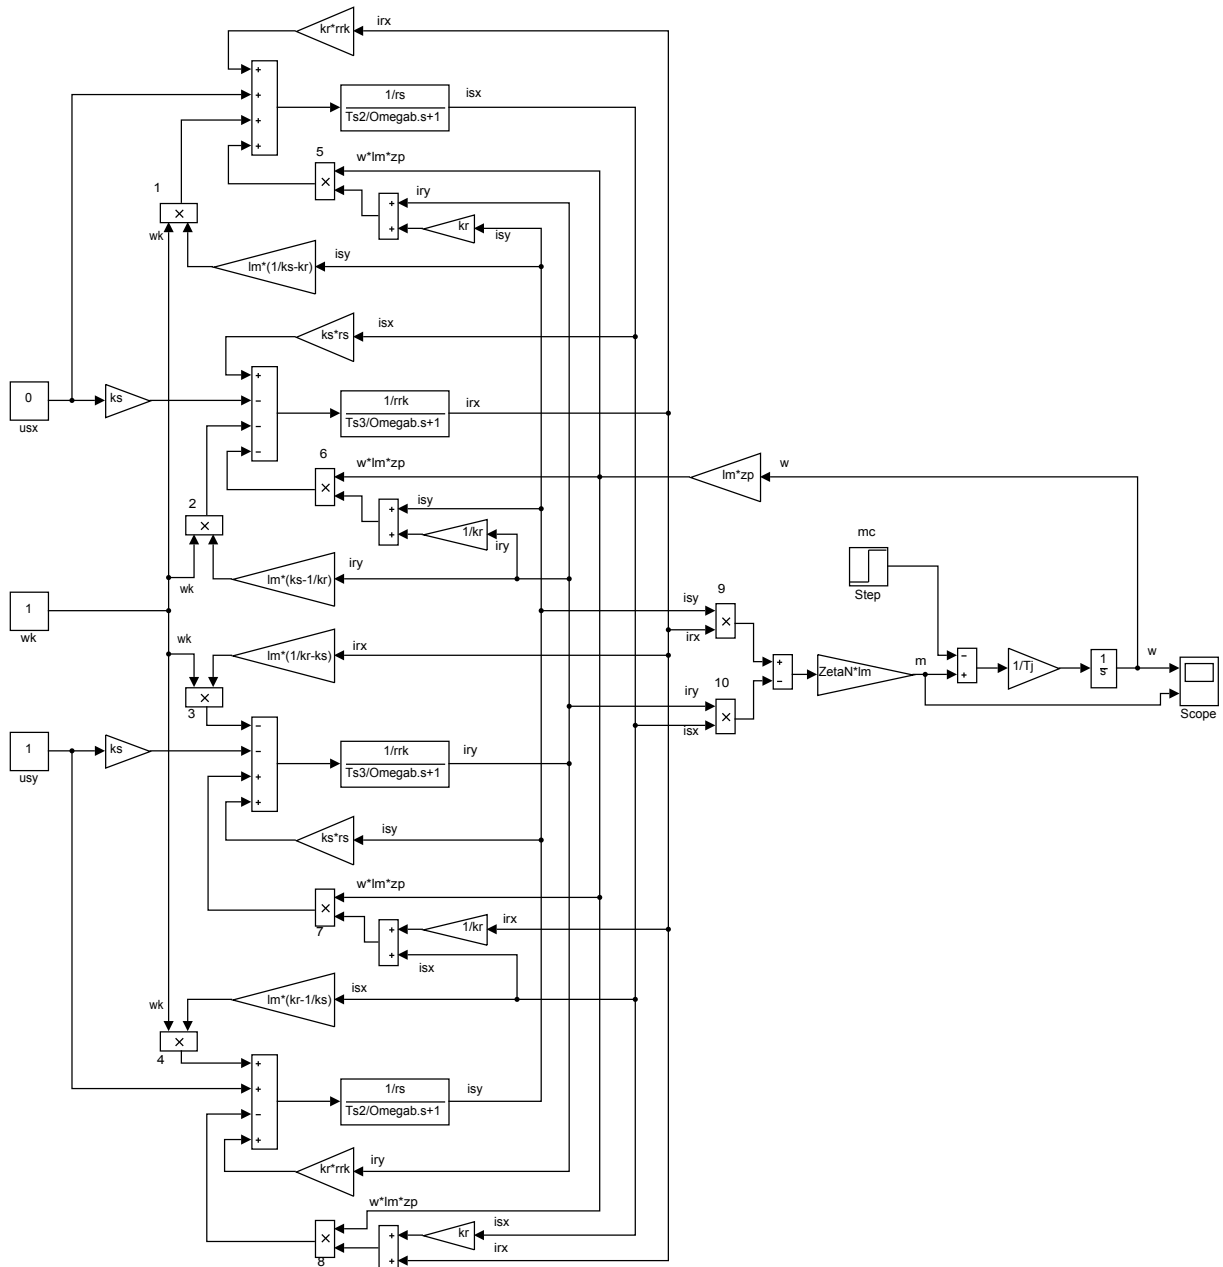 kr*rrk
irx
+
+
+
+
1/rs
Ts2/Omegab.s+1
isx
5
×
w*lm*zp
iry
+
+
kr
isy
1
×
wk
lm*(1/ks-kr)
isy
ks*rs
isx
0
usx
ks
+
−
−
−
1/rrk
Ts3/Omegab.s+1
irx
6
×
w*lm*zp
isy
+
+
1/kr
iry
2
×
wk
lm*(ks-1/kr)
iry
lm*zp
w
mc
Step
1
wk
wk
lm*(1/kr-ks)
irx
×
3
9
isy
irx
×
10
iry
isx
×
+
−
ZetaN*lm
m
−
+
1/Tj
1
s
w
Scope
1
usy
ks
−
−
+
+
1/rrk
Ts3/Omegab.s+1
iry
ks*rs
isy
w*lm*zp
×
7
+
+
1/kr
irx
isx
lm*(kr-1/ks)
isx
wk
×
4
+
+
−
+
1/rs
Ts2/Omegab.s+1
isy
kr*rrk
iry
w*lm*zp
×
8
+
+
kr
isx
irx